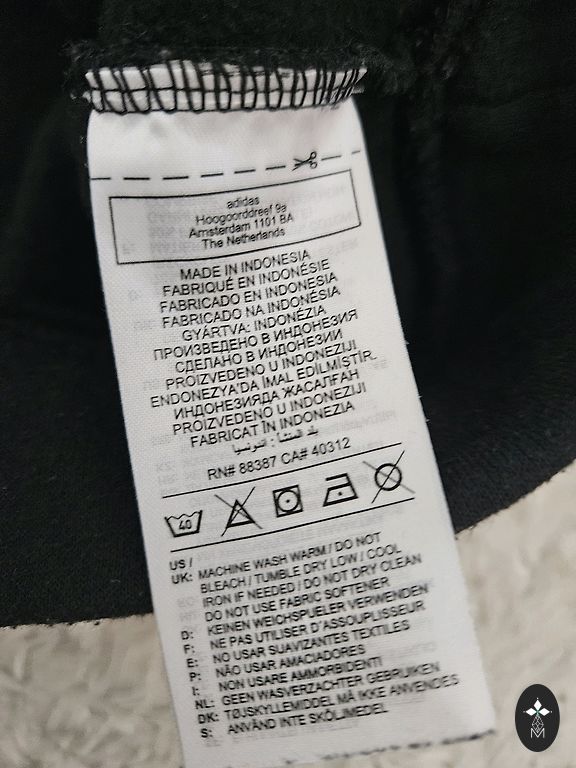 adidas
Hoogoorddreef 9a
Amsterdam 1101 BA
The Netherlands
MADE IN INDONESIA
FABRIQUÉ EN INDONÉSIE
FABRICADO EN INDONESIA
FABRICADO NA INDONÉSIA
GYÁRTVA: INDONÉZIA
ПРОИЗВЕДЕНО В ИНДОНЕЗИЯ
СДЕЛАНО В ИНДОНЕЗИИ
PROIZVEDENO U INDONEZIJI
ENDONEZYA'DA İMAL EDİLMİŞTİR.
ИНДОНЕЗИЯДА ЖАСАЛҒАН
PROIZVEDENO U INDONEZIJI
FABRICAT ÎN INDONEZIA
بلد المنشأ : اندونيسيا
RN# 88387 CA# 40312
40
US /
UK: MACHINE WASH WARM / DO NOT
BLEACH / TUMBLE DRY LOW / COOL
IRON IF NEEDED / DO NOT DRY CLEAN
DO NOT USE FABRIC SOFTENER
D: KEINEN WEICHSPUELER VERWENDEN
F: NE PAS UTILISER D'ASSOUPLISSEUR
E: NO USAR SUAVIZANTES TEXTILES
P: NÃO USAR AMACIADORES
I: NON USARE AMMORBIDENTI
NL: GEEN WASVERZACHTER GEBRUIKEN
DK: TØJSKYLLEMIDDEL MÅ IKKE ANVENDES
S: ANVÄND INTE SKÖLJMEDEL
M